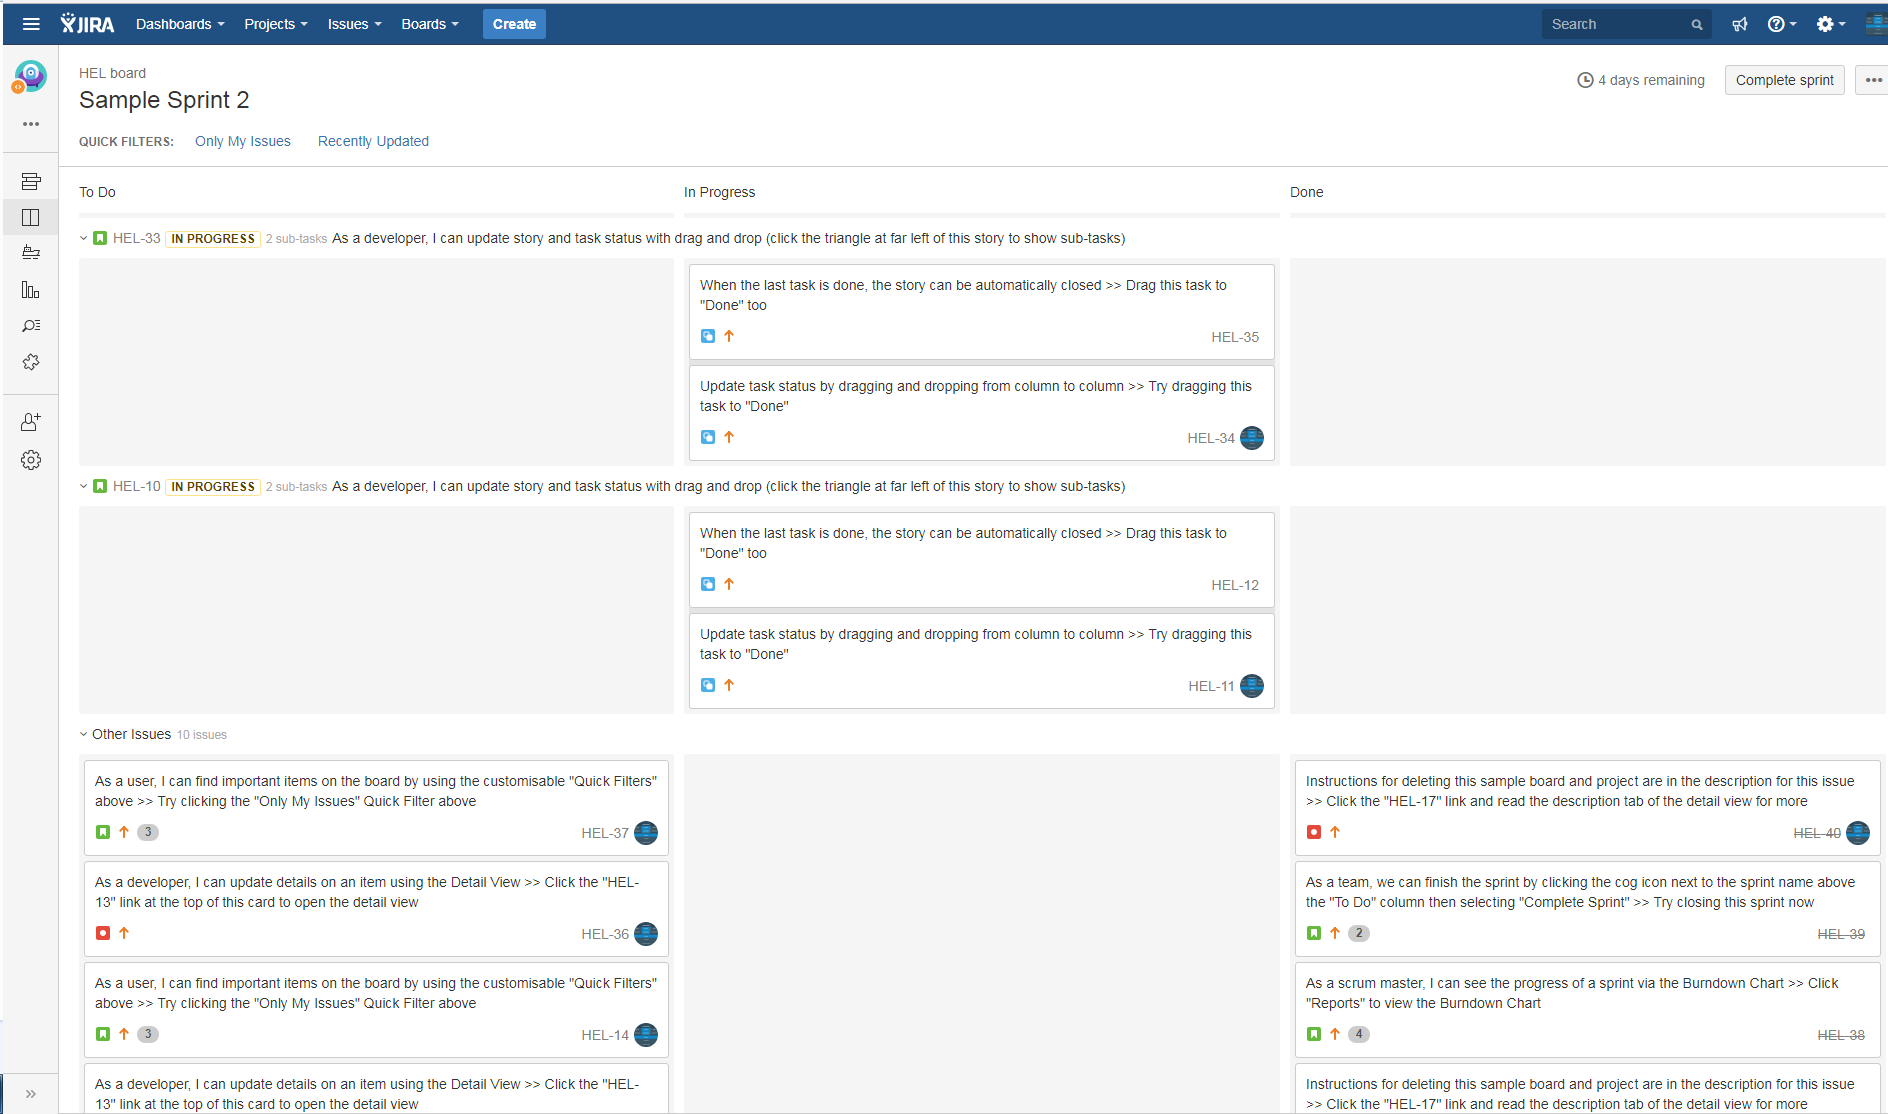 JIRA Dashboards Projects Issues Boards Create Search
HEL board
Sample Sprint 2
4 days remaining Complete sprint
QUICK FILTERS: Only My Issues Recently Updated
To Do In Progress Done
HEL-33 IN PROGRESS 2 sub-tasks As a developer, I can update story and task status with drag and drop (click the triangle at far left of this story to show sub-tasks)
When the last task is done, the story can be automatically closed >> Drag this task to
"Done" too
HEL-35
Update task status by dragging and dropping from column to column >> Try dragging this
task to "Done"
HEL-34
HEL-10 IN PROGRESS 2 sub-tasks As a developer, I can update story and task status with drag and drop (click the triangle at far left of this story to show sub-tasks)
When the last task is done, the story can be automatically closed >> Drag this task to
"Done" too
HEL-12
Update task status by dragging and dropping from column to column >> Try dragging this
task to "Done"
HEL-11
Other Issues 10 issues
As a user, I can find important items on the board by using the customisable "Quick Filters"
above >> Try clicking the "Only My Issues" Quick Filter above
3 HEL-37
As a developer, I can update details on an item using the Detail View >> Click the "HEL-
13" link at the top of this card to open the detail view
HEL-36
As a user, I can find important items on the board by using the customisable "Quick Filters"
above >> Try clicking the "Only My Issues" Quick Filter above
3 HEL-14
As a developer, I can update details on an item using the Detail View >> Click the "HEL-
13" link at the top of this card to open the detail view
Instructions for deleting this sample board and project are in the description for this issue
>> Click the "HEL-17" link and read the description tab of the detail view for more
HEL-40
As a team, we can finish the sprint by clicking the cog icon next to the sprint name above
the "To Do" column then selecting "Complete Sprint" >> Try closing this sprint now
2 HEL-39
As a scrum master, I can see the progress of a sprint via the Burndown Chart >> Click
"Reports" to view the Burndown Chart
4 HEL-38
Instructions for deleting this sample board and project are in the description for this issue
>> Click the "HEL-17" link and read the description tab of the detail view for more